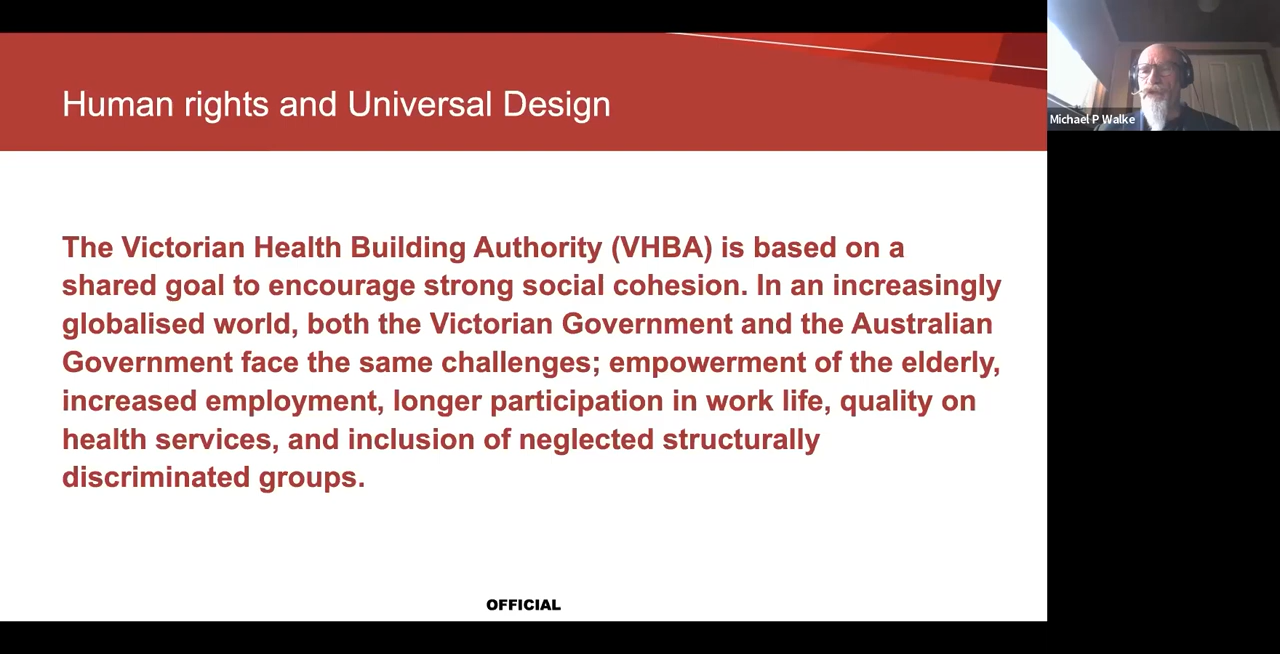 Human rights and Universal Design
Michael P Walke
The Victorian Health Building Authority (VHBA) is based on a
shared goal to encourage strong social cohesion. In an increasingly
globalised world, both the Victorian Government and the Australian
Government face the same challenges; empowerment of the elderly,
increased employment, longer participation in work life, quality on
health services, and inclusion of neglected structurally
discriminated groups.
OFFICIAL